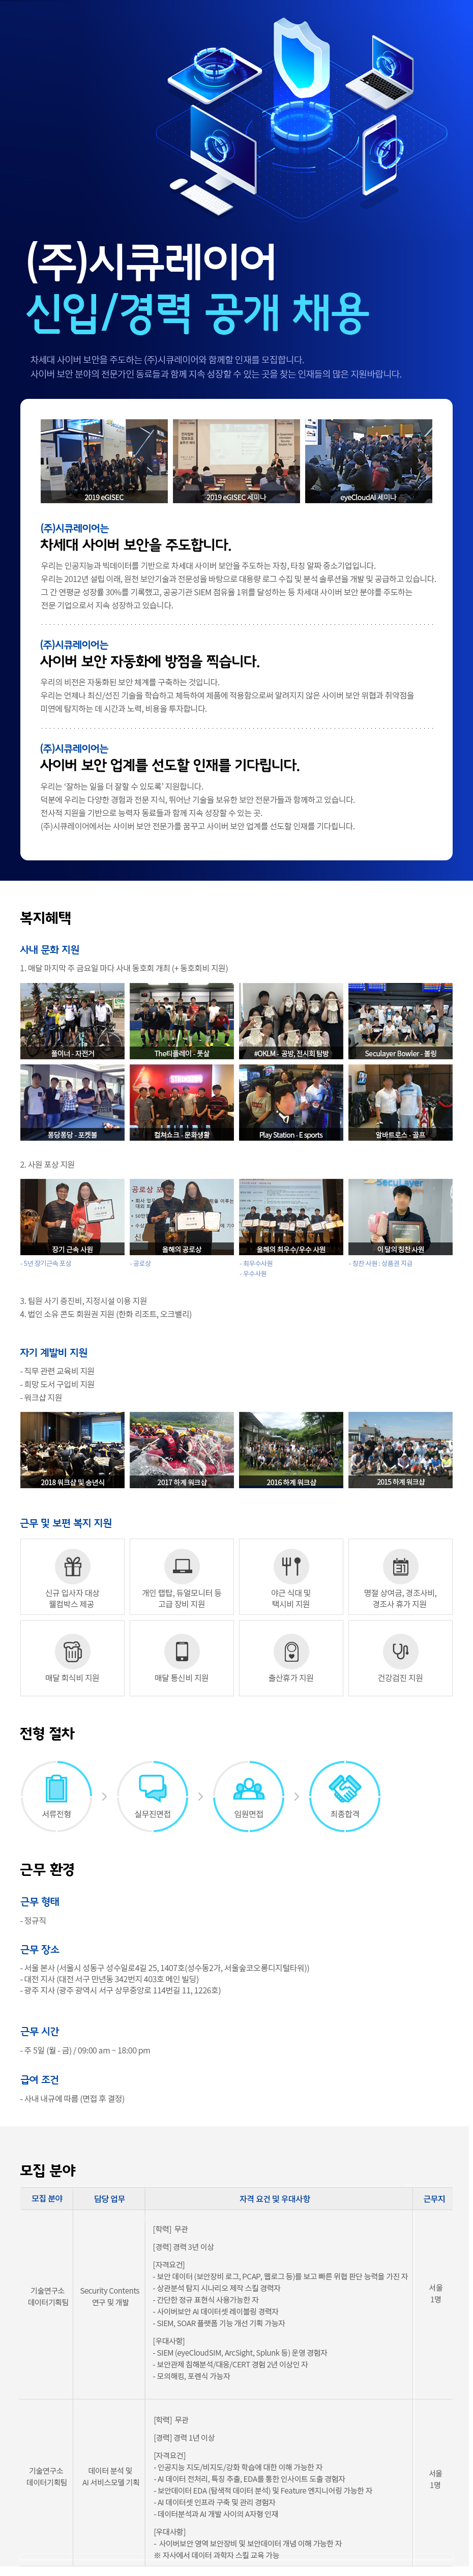 (주)시큐레이어
신입/경력 공개 채용
차세대 사이버 보안을 주도하는 (주)시큐레이어와 함께할 인재를 모집합니다.
사이버 보안 분야의 전문가인 동료들과 함께 지속 성장할 수 있는 곳을 찾는 인재들의 많은 지원바랍니다.
2019 eGISEC
2019 eGISEC 세미나
eyeCloudAI 세미나
(주)시큐레이어는
차세대 사이버 보안을 주도합니다.
우리는 인공지능과 빅데이터를 기반으로 차세대 사이버 보안을 주도하는 자칭, 타칭 알짜 중소기업입니다.
우리는 2012년 설립 이래, 원천 보안기술과 전문성을 바탕으로 대용량 로그 수집 및 분석 솔루션을 개발 및 공급하고 있습니다.
그 간 연평균 성장률 30%를 기록했고, 공공기관 SIEM 점유율 1위를 달성하는 등 차세대 사이버 보안 분야를 주도하는
전문 기업으로서 지속 성장하고 있습니다.
(주)시큐레이어는
사이버 보안 자동화에 방점을 찍습니다.
우리의 비전은 자동화된 보안 체계를 구축하는 것입니다.
우리는 언제나 최신/선진 기술을 학습하고 체득하여 제품에 적용함으로써 알려지지 않은 사이버 보안 위협과 취약점을
미연에 탐지하는 데 시간과 노력, 비용을 투자합니다.
(주)시큐레이어는
사이버 보안 업계를 선도할 인재를 기다립니다.
우리는 '잘하는 일을 더 잘할 수 있도록' 지원합니다.
덕분에 우리는 다양한 경험과 전문 지식, 뛰어난 기술을 보유한 보안 전문가들과 함께하고 있습니다.
전사적 지원을 기반으로 능력자 동료들과 함께 지속 성장할 수 있는 곳.
(주)시큐레이어에서는 사이버 보안 전문가를 꿈꾸고 사이버 보안 업계를 선도할 인재를 기다립니다.
복지혜택
사내 문화 지원
1. 매달 마지막 주 금요일 마다 사내 동호회 개최 (+ 동호회비 지원)
폴이너 - 자전거
The티플레이 - 풋살
#OKLM - 공방, 전시회 탐방
Seculayer Bowler - 볼링
퐁당퐁당 - 포켓볼
컬쳐쇼크 - 문화생활
Play Station - E sports
알바트로스 - 골프
2. 사원 포상 지원
장기 근속 사원
올해의 공로상
올해의 최우수/우수 사원
이 달의 칭찬 사원
- 5년 장기근속 포상
- 공로상
- 최우수사원
- 우수사원
- 칭찬 사원 : 상품권 지급
3. 팀원 사기 증진비, 지정시설 이용 지원
4. 법인 소유 콘도 회원권 지원 (한화 리조트, 오크밸리)
자기 계발비 지원
- 직무 관련 교육비 지원
- 희망 도서 구입비 지원
- 워크샵 지원
2018 워크샵 및 송년식
2017 하계 워크샵
2016 하계 워크샵
2015 하계 워크샵
근무 및 보편 복지 지원
신규 입사자 대상
웰컴박스 제공
개인 랩탑, 듀얼모니터 등
고급 장비 지원
야근 식대 및
택시비 지원
명절 상여금, 경조사비,
경조사 휴가 지원
매달 회식비 지원
매달 통신비 지원
출산휴가 지원
건강검진 지원
전형 절차
서류전형
실무진면접
임원면접
최종합격
근무 환경
근무 형태
- 정규직
근무 장소
- 서울 본사 (서울시 성동구 성수일로4길 25, 1407호(성수동2가, 서울숲코오롱디지털타워))
- 대전 지사 (대전 서구 만년동 342번지 403호 메인 빌딩)
- 광주 지사 (광주 광역시 서구 상무중앙로 114번길 11, 1226호)
근무 시간
- 주 5일 (월 - 금) / 09:00 am ~ 18:00 pm
급여 조건
- 사내 내규에 따름 (면접 후 결정)
모집 분야
모집 분야
담당 업무
자격 요건 및 우대사항
근무지
기술연구소
데이터기획팀
Security Contents
연구 및 개발
[학력] 무관
[경력] 경력 3년 이상
[자격요건]
- 보안 데이터 (보안장비 로그, PCAP, 웹로그 등)를 보고 빠른 위협 판단 능력을 가진 자
- 상관분석 탐지 시나리오 제작 스킬 경력자
- 간단한 정규 표현식 사용가능한 자
- 사이버보안 AI 데이터셋 레이블링 경력자
- SIEM, SOAR 플랫폼 기능 개선 기획 가능자
[우대사항]
- SIEM (eyeCloudSIM, ArcSight, Splunk 등) 운영 경험자
- 보안관제 침해분석/대응/CERT 경험 2년 이상인 자
- 모의해킹, 포렌식 가능자
서울
1명
기술연구소
데이터기획팀
데이터 분석 및
AI 서비스모델 기획
[학력] 무관
[경력] 경력 1년 이상
[자격요건]
- 인공지능 지도/비지도/강화 학습에 대한 이해 가능한 자
- AI 데이터 전처리, 특징 추출, EDA를 통한 인사이트 도출 경험자
- 보안데이터 EDA (탐색적 데이터 분석) 및 Feature 엔지니어링 가능한 자
- AI 데이터셋 인프라 구축 및 관리 경험자
- 데이터분석과 AI 개발 사이의 A자형 인재
[우대사항]
- 사이버보안 영역 보안장비 및 보안데이터 개념 이해 가능한 자
※ 자사에서 데이터 과학자 스킬 교육 가능
서울
1명